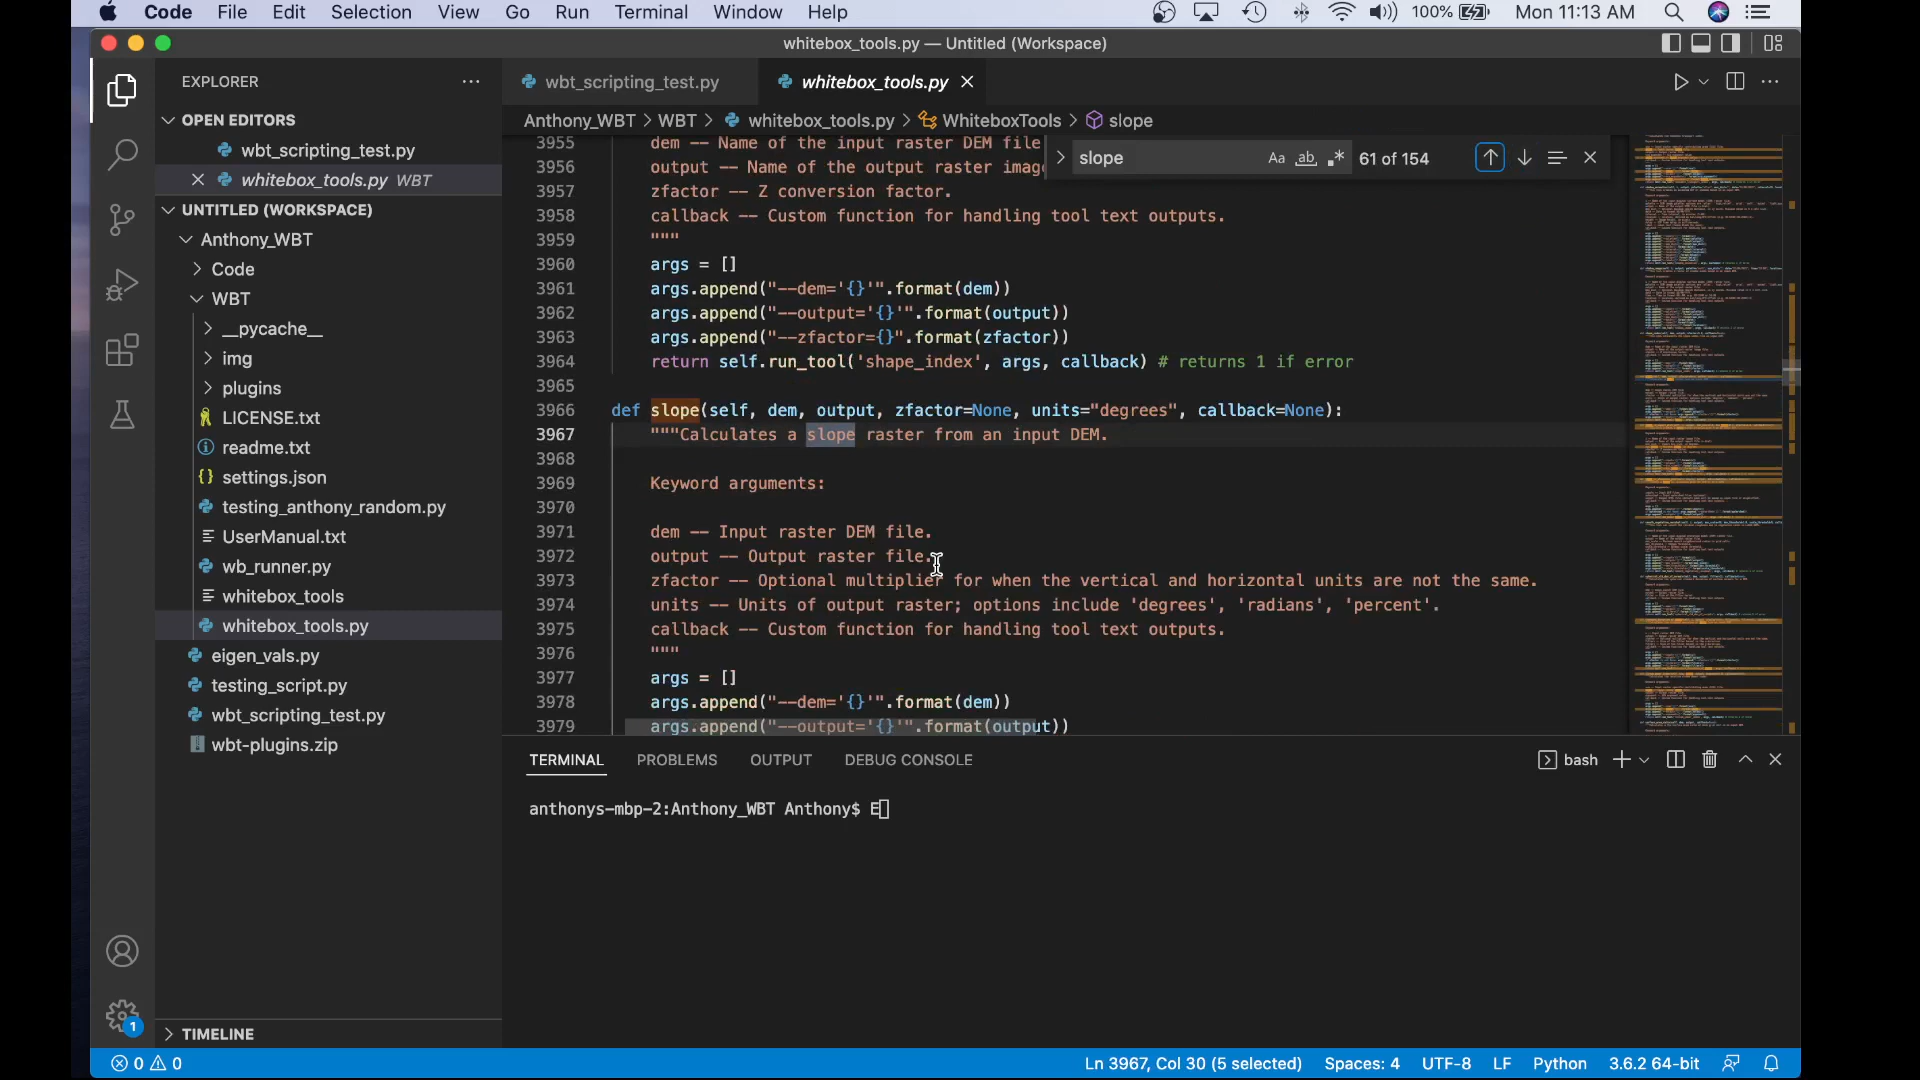 Code File Edit Selection View Go Run Terminal Window Help 100% Mon 11:13 AM
whitebox_tools.py — Untitled (Workspace)
EXPLORER
wbt_scripting_test.py
whitebox_tools.py
OPEN EDITORS
wbt_scripting_test.py
whitebox_tools.py WBT
UNTITLED (WORKSPACE)
Anthony_WBT
Code
WBT
__pycache__
img
plugins
LICENSE.txt
readme.txt
settings.json
testing_anthony_random.py
UserManual.txt
wb_runner.py
whitebox_tools
whitebox_tools.py
eigen_vals.py
testing_script.py
wbt_scripting_test.py
wbt-plugins.zip
TIMELINE
1
Anthony_WBT > WBT > whitebox_tools.py > WhiteboxTools > slope
slope Aa ab 61 of 154
3955 dem -- Name of the input raster DEM file
3956 output -- Name of the output raster imag
3957 zfactor -- Z conversion factor.
3958 callback -- Custom function for handling tool text outputs.
3959 """
3960 args = []
3961 args.append("--dem='{}'".format(dem))
3962 args.append("--output='{}'".format(output))
3963 args.append("--zfactor={}".format(zfactor))
3964 return self.run_tool('shape_index', args, callback) # returns 1 if error
3965
3966 def slope(self, dem, output, zfactor=None, units="degrees", callback=None):
3967 """Calculates a slope raster from an input DEM.
3968
3969 Keyword arguments:
3970
3971 dem -- Input raster DEM file.
3972 output -- Output raster file.
3973 zfactor -- Optional multiplier for when the vertical and horizontal units are not the same.
3974 units -- Units of output raster; options include 'degrees', 'radians', 'percent'.
3975 callback -- Custom function for handling tool text outputs.
3976 """
3977 args = []
3978 args.append("--dem='{}'".format(dem))
3979 args.append("--output='{}'".format(output))
TERMINAL PROBLEMS OUTPUT DEBUG CONSOLE bash
anthonys-mbp-2:Anthony_WBT Anthony$ E
0 0 Ln 3967, Col 30 (5 selected) Spaces: 4 UTF-8 LF Python 3.6.2 64-bit